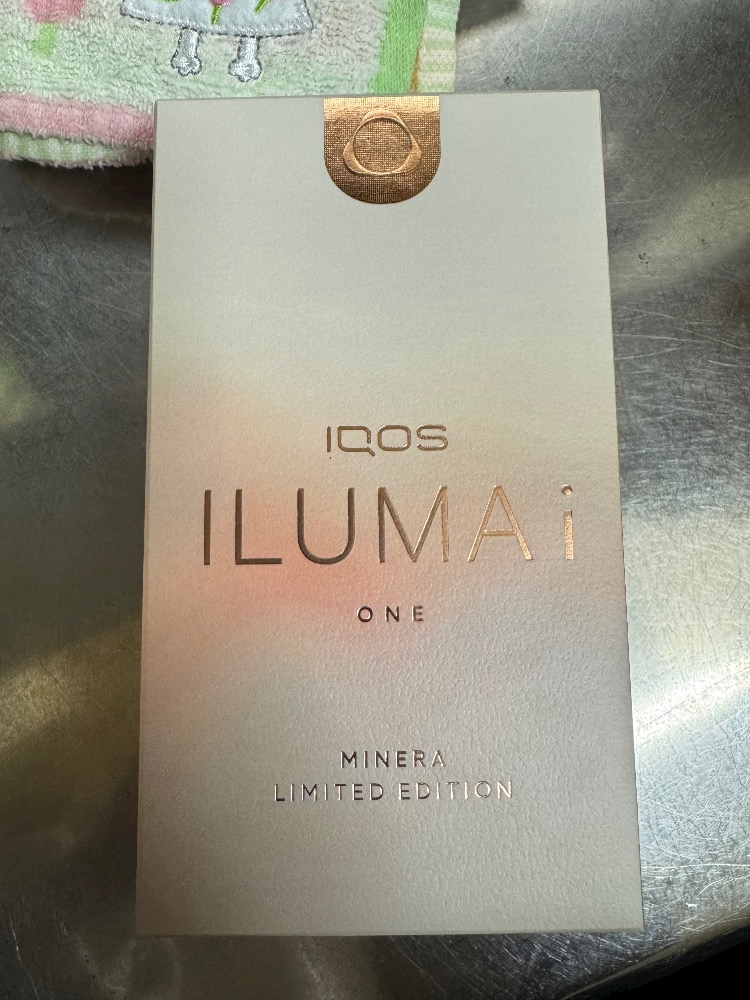 IQOS
ILUMA i
ONE
MINERA
LIMITED EDITION